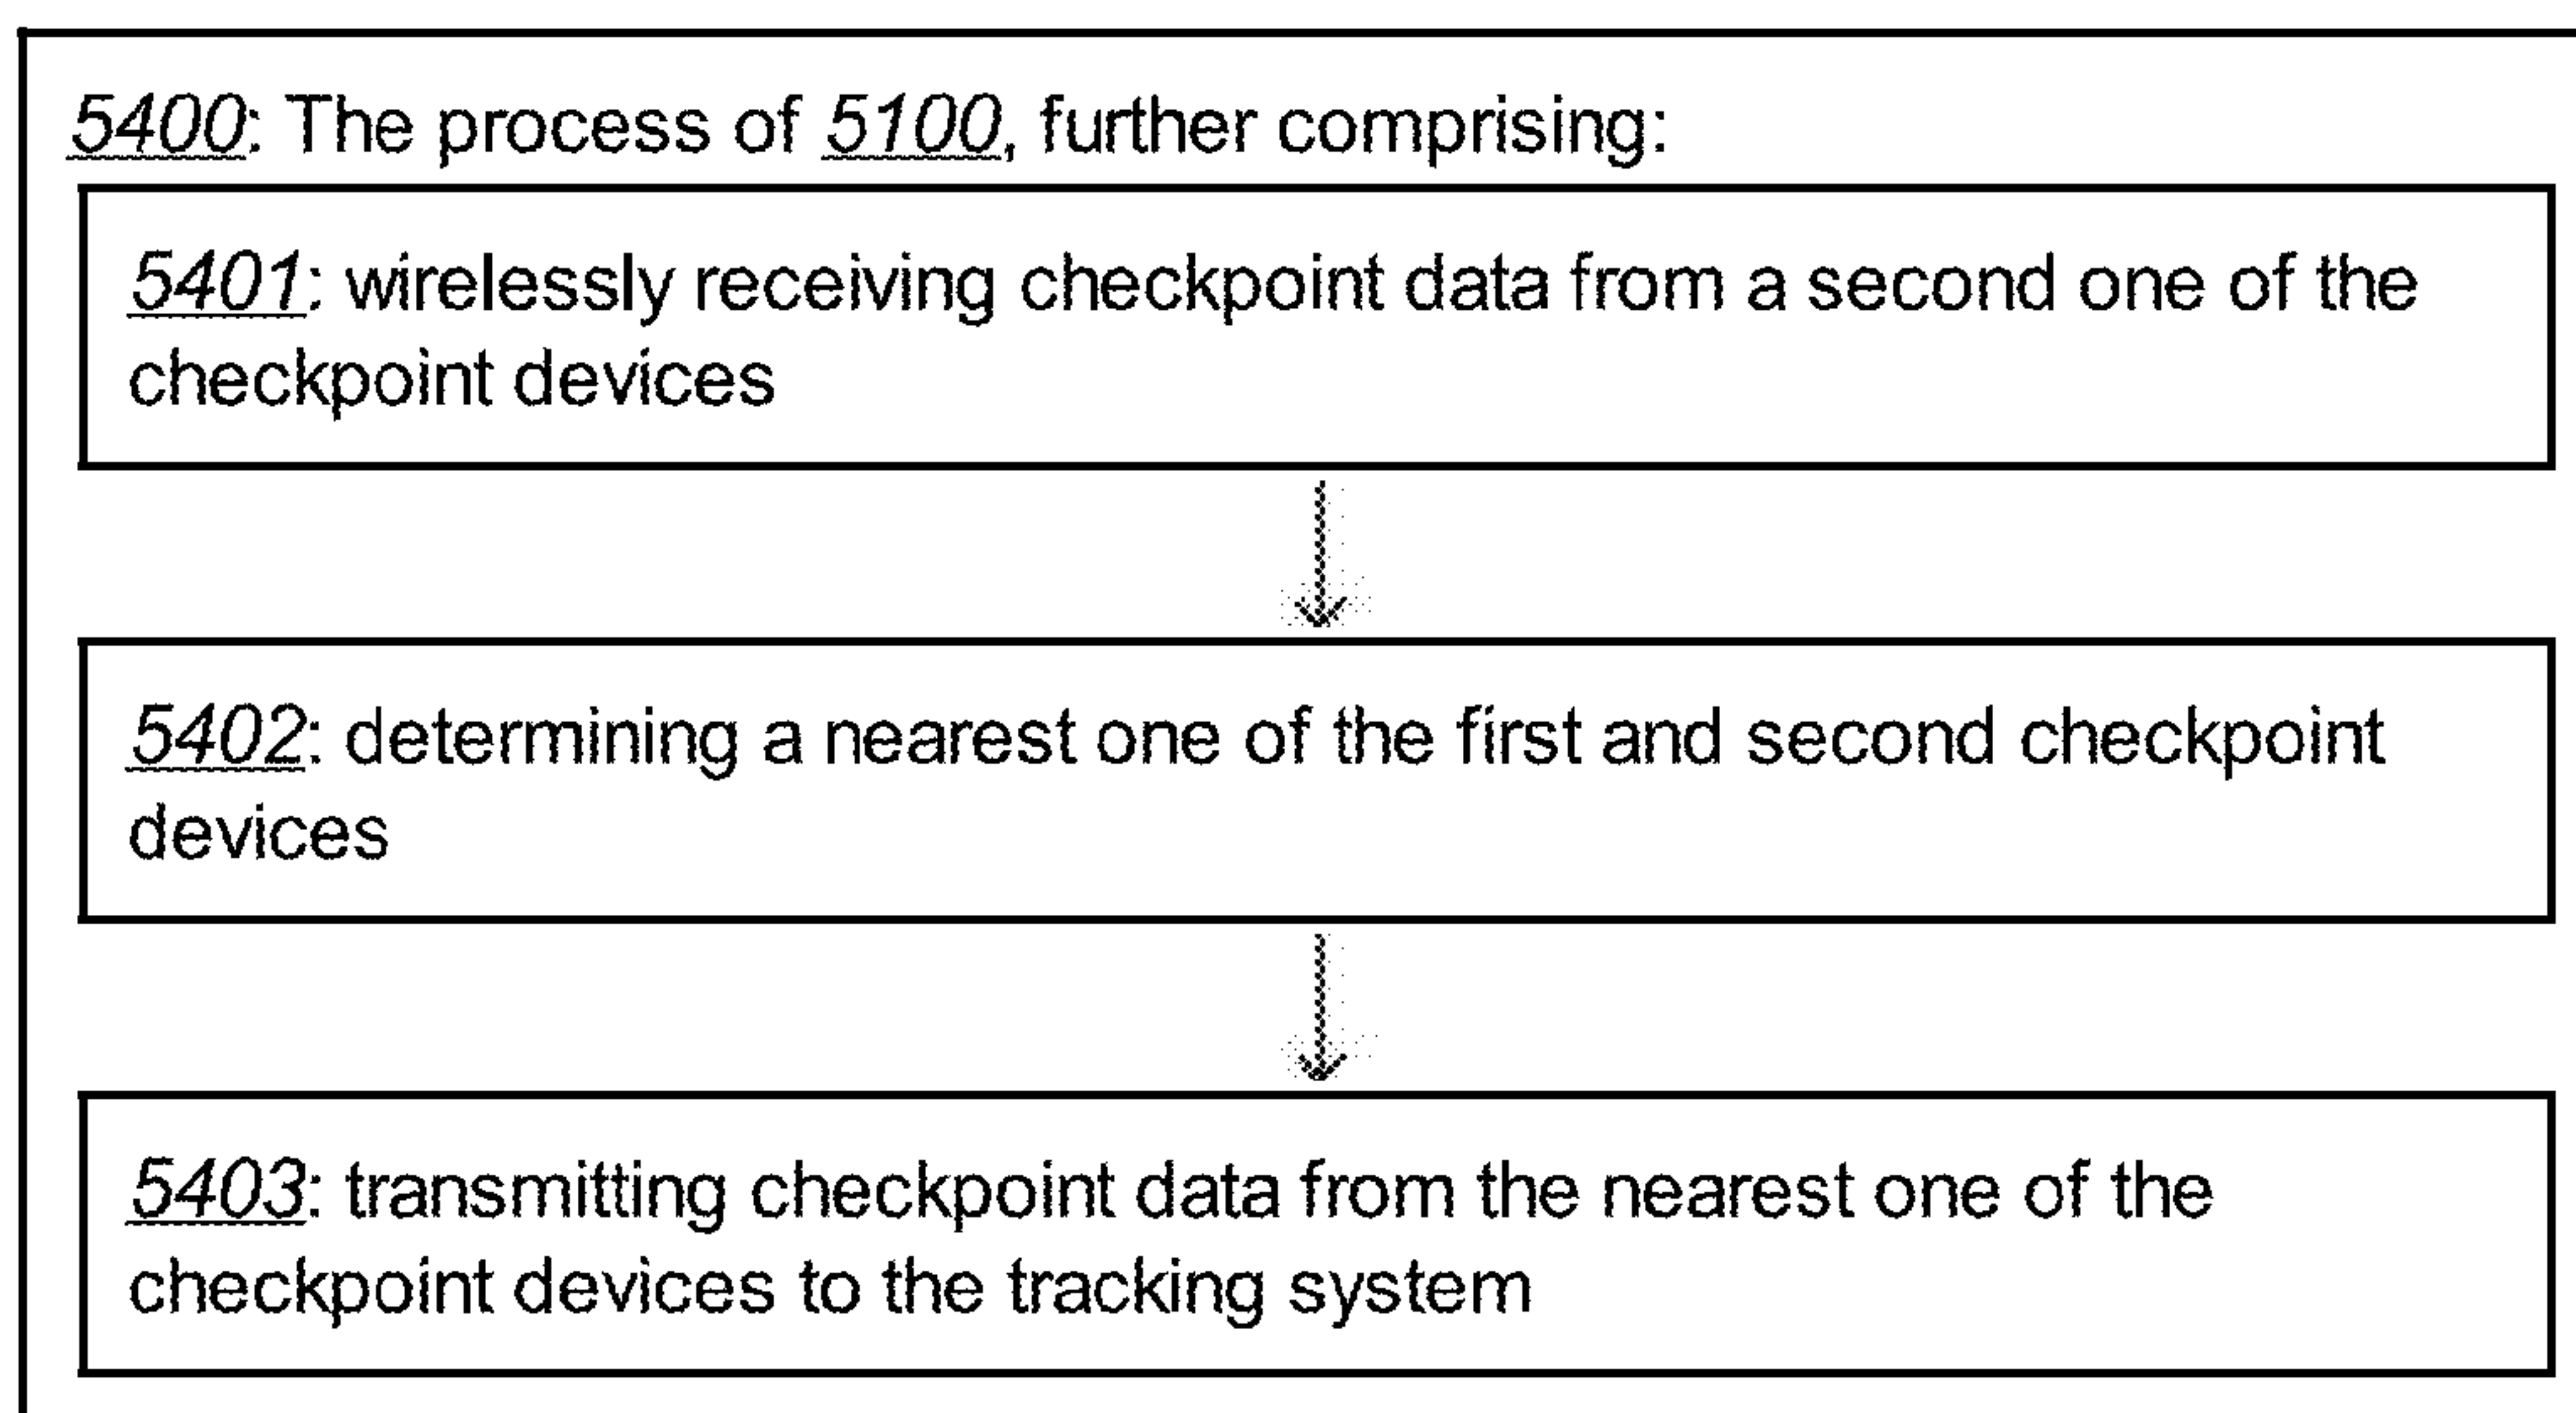 5400: The process of 5100, further comprising:
5401: wirelessly receiving checkpoint data from a second one of the
checkpoint devices
5402: determining a nearest one of the first and second checkpoint
devices
5403: transmitting checkpoint data from the nearest one of the
checkpoint devices to the tracking system